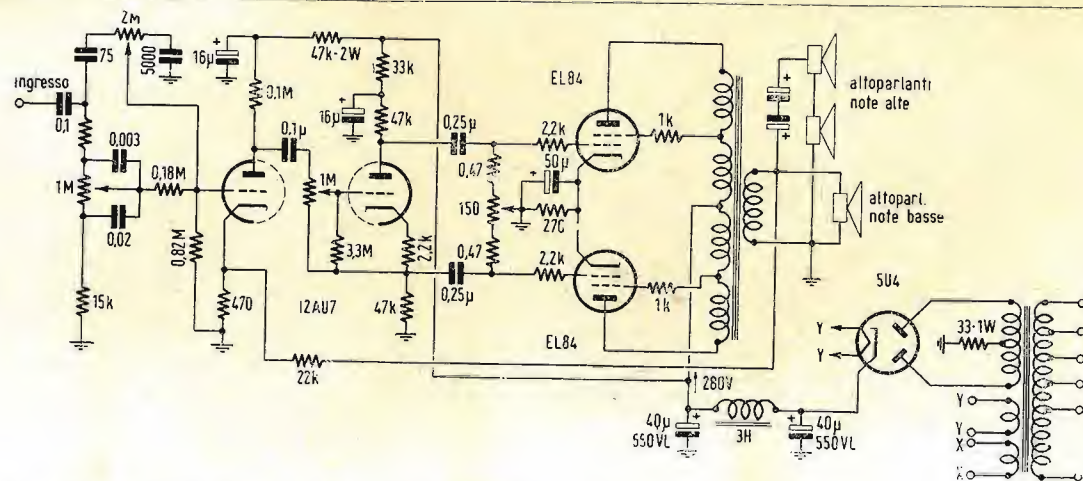 2M
75
5000
ingresso
0,1
0,003
1M
0,02
15k
0,18M
0,82M
16µ
+
0,1M
47k-2W
33k
16µ
+
47k
0,1µ
1M
3,3M
2,2k
470
12AU7
47k
22k
0,25µ
0,25µ
0,47
150
0,47
2,2k
2,2k
50µ
+
27C
EL84
EL84
1k
1k
+
+
altoparlanti
note alte
altoparl.
note basse
280V
40µ
550VL
+
3H
40µ
550VL
+
5U4
Y
Y
33-1W
Y
Y
X
X